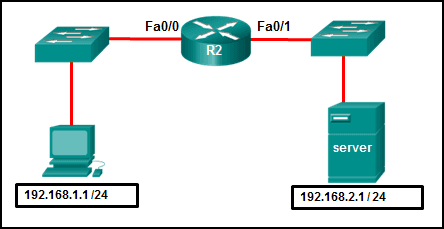 Fa0/0
Fa0/1
R2
server
192.168.1.1/24
192.168.2.1/24